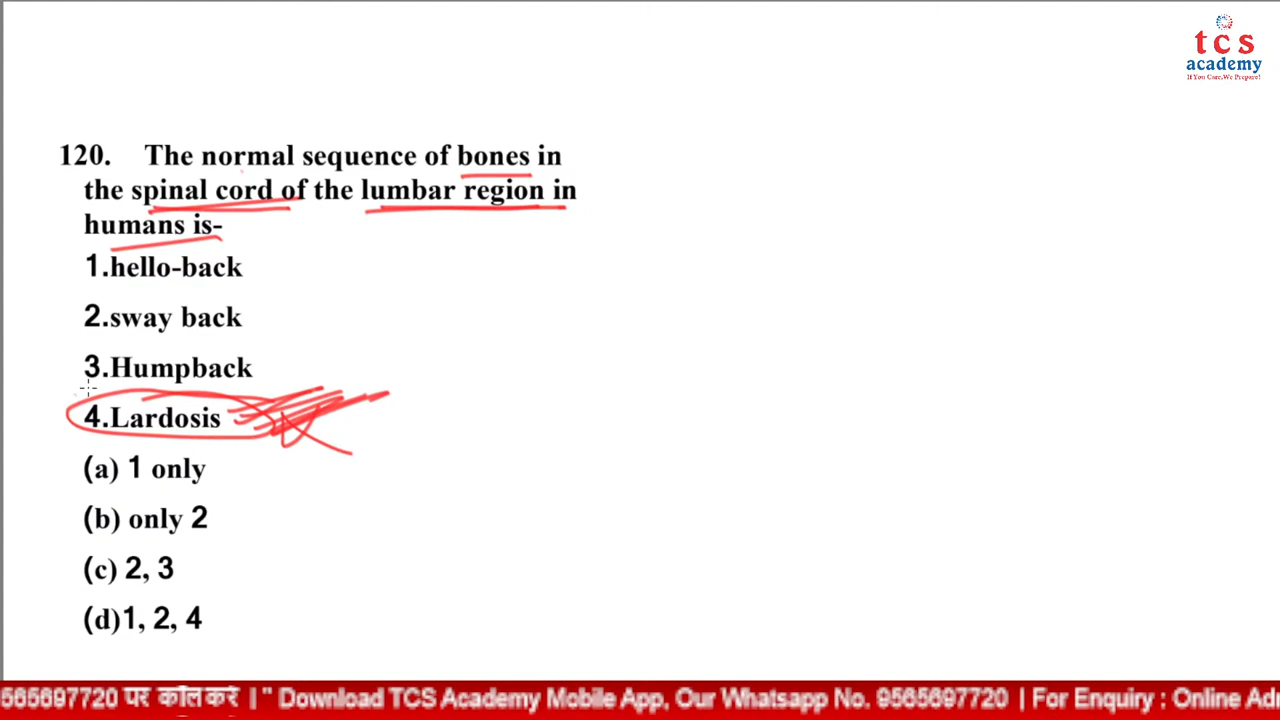 tcs
academy
If You Care,We Prepare!
120. The normal sequence of bones in
the spinal cord of the lumbar region in
humans is-
1.hello-back
2.sway back
3.Humpback
4.Lardosis
(a) 1 only
(b) only 2
(c) 2, 3
(d)1, 2, 4
565697720 पर कॉल करें | " Download TCS Academy Mobile App, Our Whatsapp No. 9565697720 | For Enquiry : Online Ad